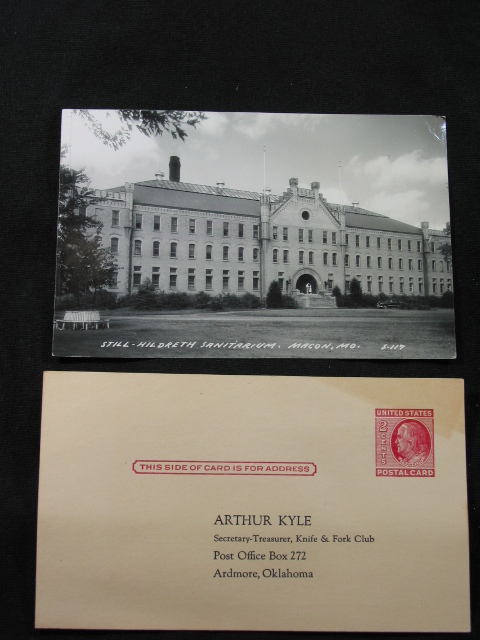 STILL-HILDRETH SANITARIUM. MACON, MO. S-117
UNITED STATES
2 CENTS
POSTAL CARD
THIS SIDE OF CARD IS FOR ADDRESS
ARTHUR KYLE
Secretary-Treasurer, Knife & Fork Club
Post Office Box 272
Ardmore, Oklahoma